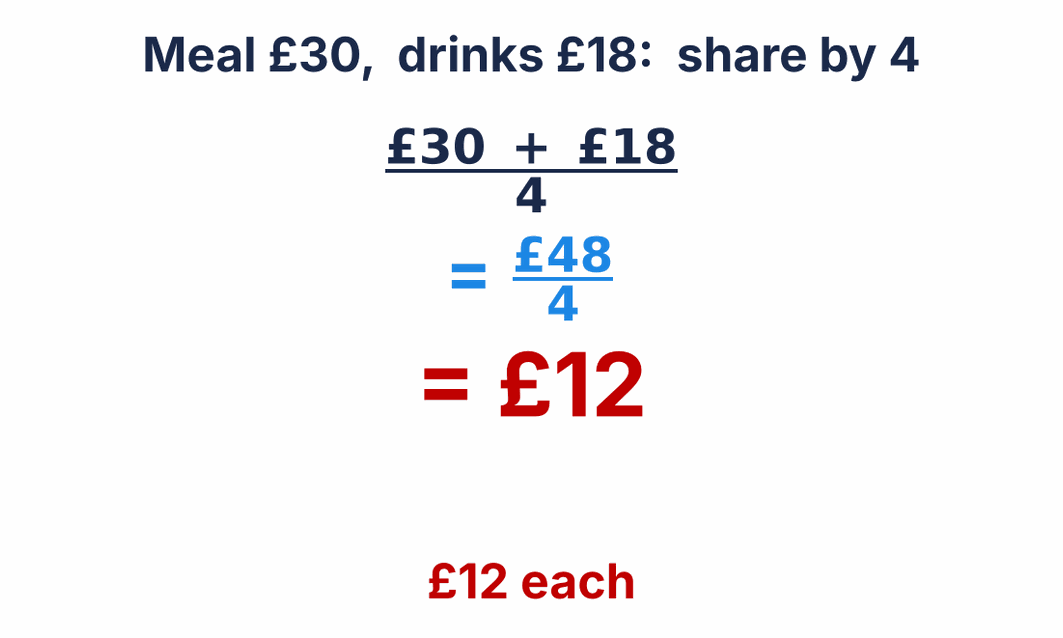 Meal £30, drinks £18: share by 4
£30 + £18
4
= £48
4
= £12
£12 each